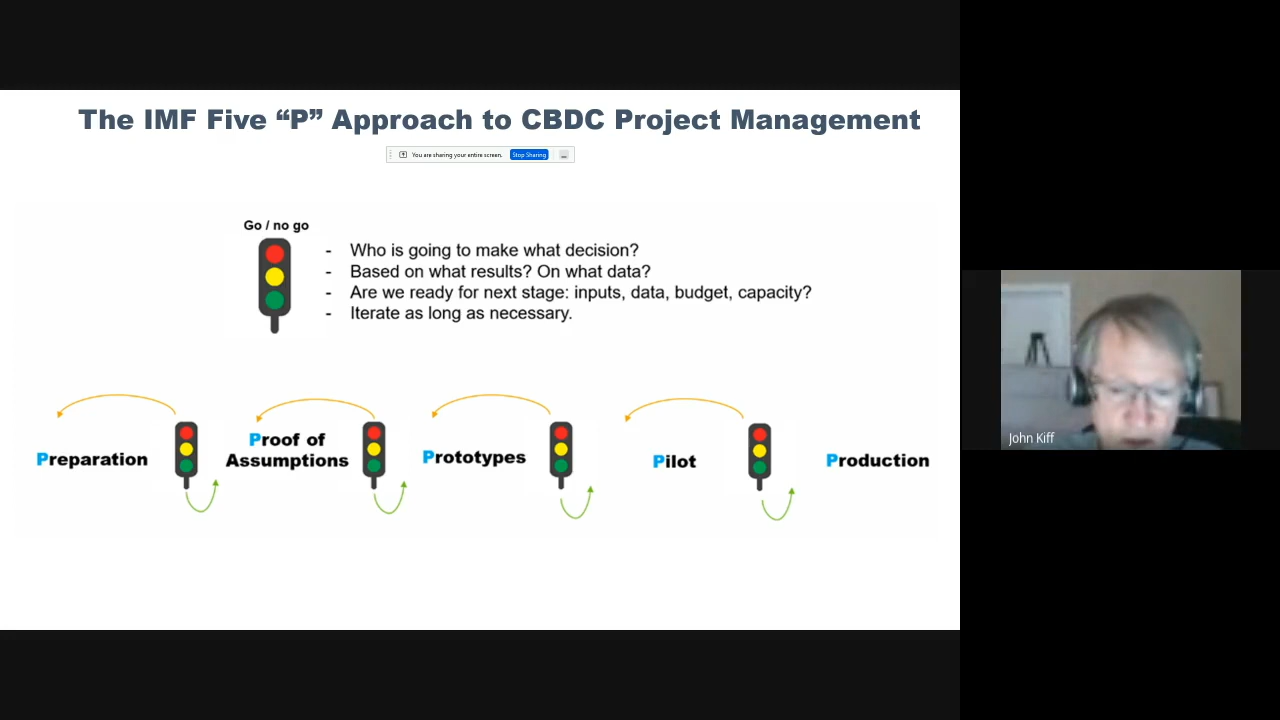 The IMF Five “P” Approach to CBDC Project Management
You are sharing your entire screen. Stop Sharing
Go / no go
- Who is going to make what decision?
- Based on what results? On what data?
- Are we ready for next stage: inputs, data, budget, capacity?
- Iterate as long as necessary.
Preparation
Proof of
Assumptions
Prototypes
Pilot
Production
John Kiff